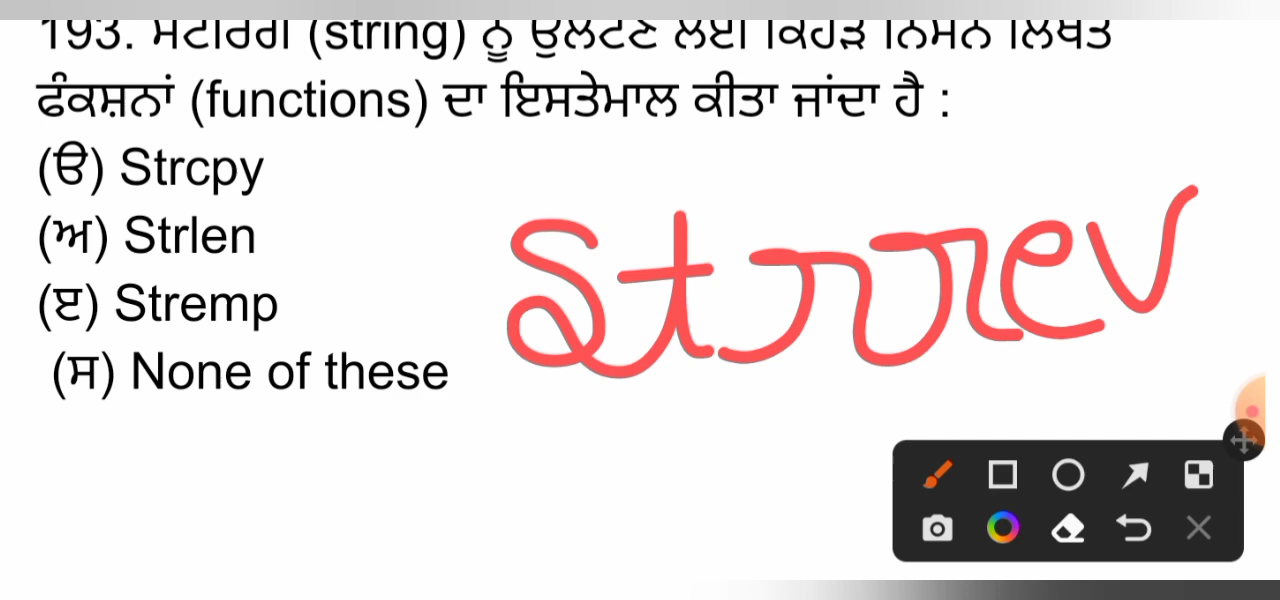 193. ਸਟਰਿੰਗ (string) ਨੂੰ ਉਲਟਣ ਲਈ ਕਿਹੜੇ ਨਿਮਨ ਲਿਖਤ
ਫੰਕਸ਼ਨਾਂ (functions) ਦਾ ਇਸਤੇਮਾਲ ਕੀਤਾ ਜਾਂਦਾ ਹੈ :
(ੳ) Strcpy
(ਅ) Strlen
(ੲ) Stremp
(ਸ) None of these
Strrev